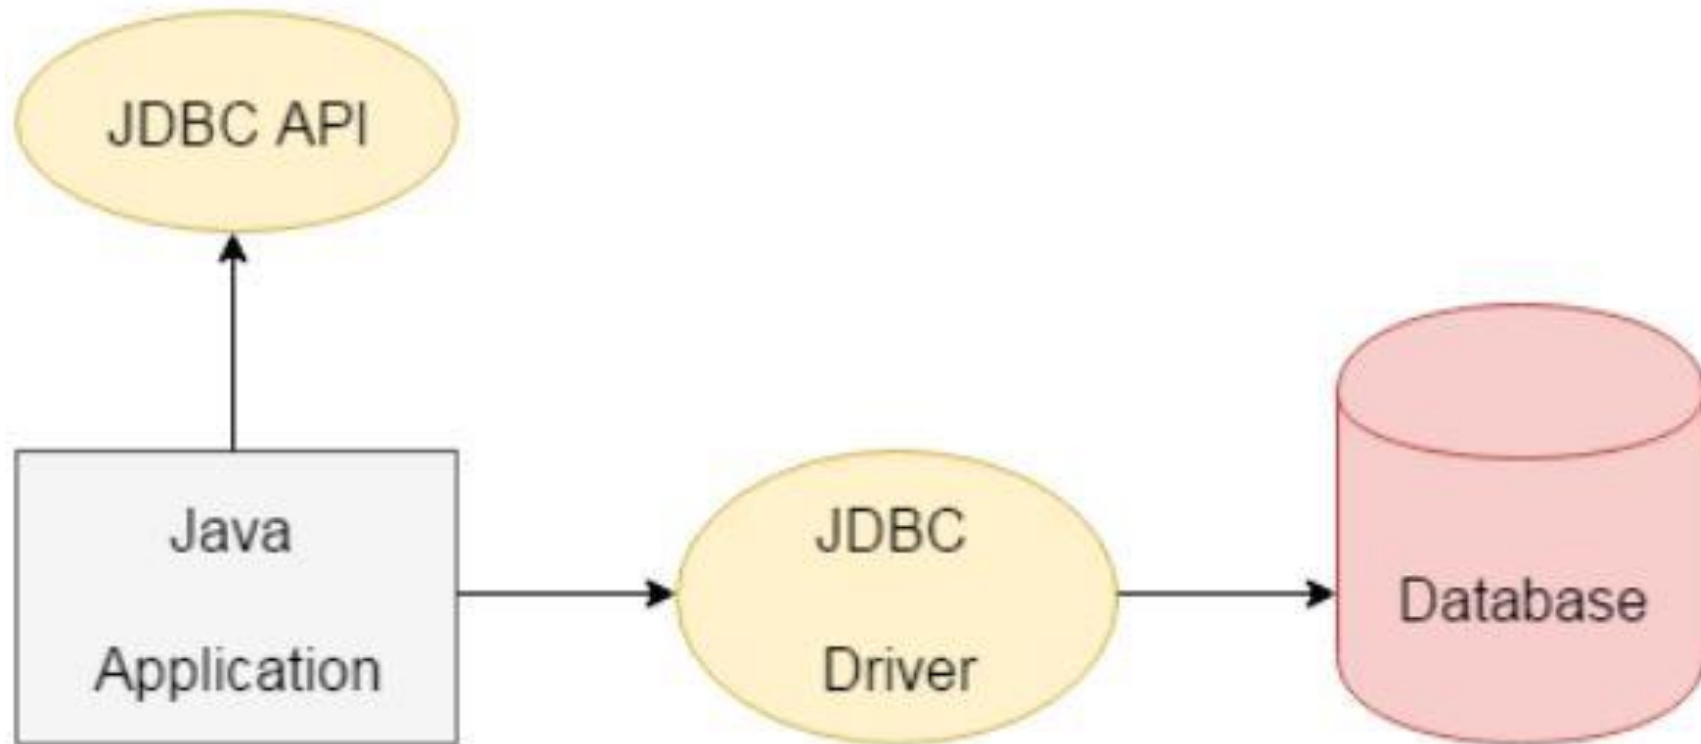 JDBC API
Java
Application
JDBC
Driver
Database